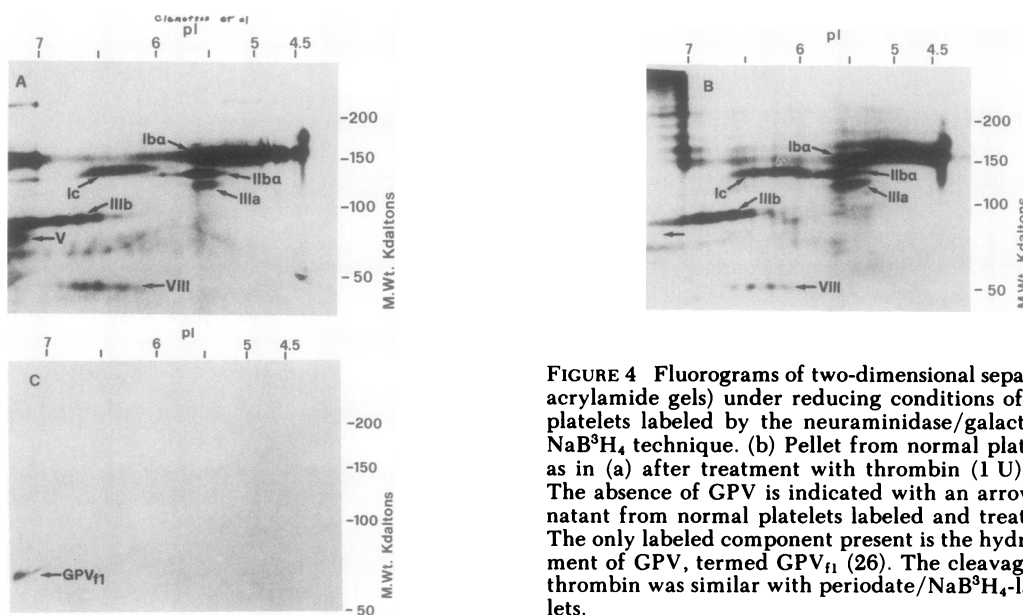 Clemetson et al
pI
7 6 5 4.5
A
Ibα
IIbα
Ic
IIIa
IIIb
V
VIII
-200
-150
-100
-50
M.Wt. Kdaltons
pI
7 6 5 4.5
B
Ibα
IIbα
Ic
IIIa
IIIb
VIII
-200
-150
-100
-50
M.Wt. Kdaltons
pI
7 6 5 4.5
C
GPVf1
-200
-150
-100
-50
M.Wt. Kdaltons
FIGURE 4 Fluorograms of two-dimensional sepa
acrylamide gels) under reducing conditions of
platelets labeled by the neuraminidase/galact
NaB³H₄ technique. (b) Pellet from normal plat
as in (a) after treatment with thrombin (1 U)
The absence of GPV is indicated with an arrov
natant from normal platelets labeled and treat
The only labeled component present is the hydr
ment of GPV, termed GPVf1 (26). The cleavag
thrombin was similar with periodate/NaB³H₄-l
lets.